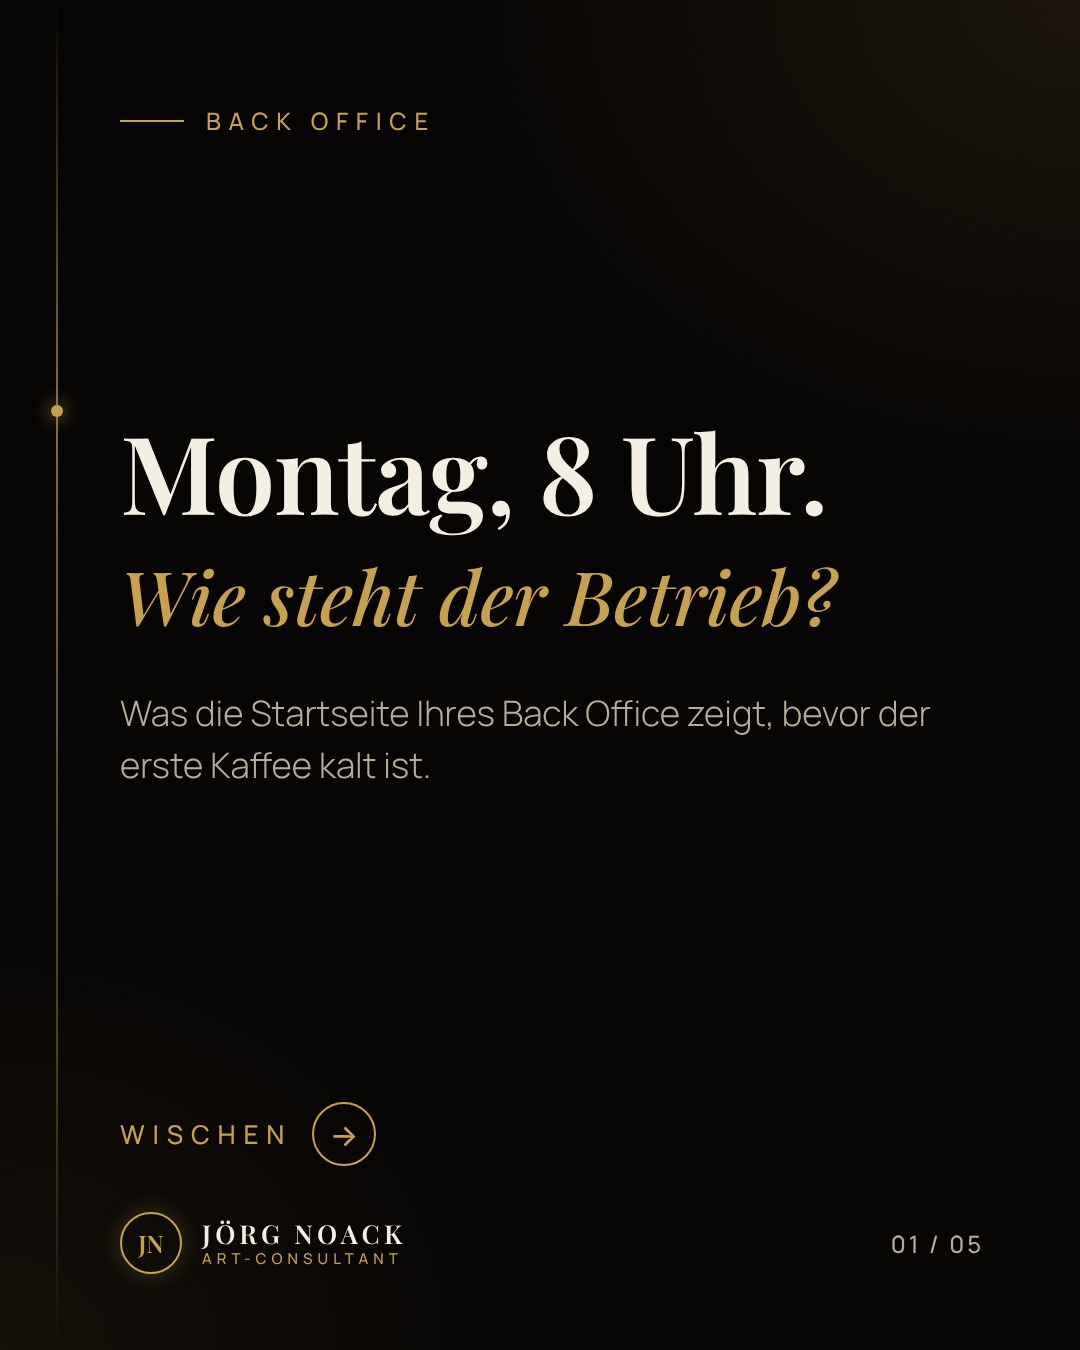 BACK OFFICE
Montag, 8 Uhr.
Wie steht der Betrieb?
Was die Startseite Ihres Back Office zeigt, bevor der
erste Kaffee kalt ist.
WISCHEN →
JN
JÖRG NOACK
ART-CONSULTANT
01 / 05